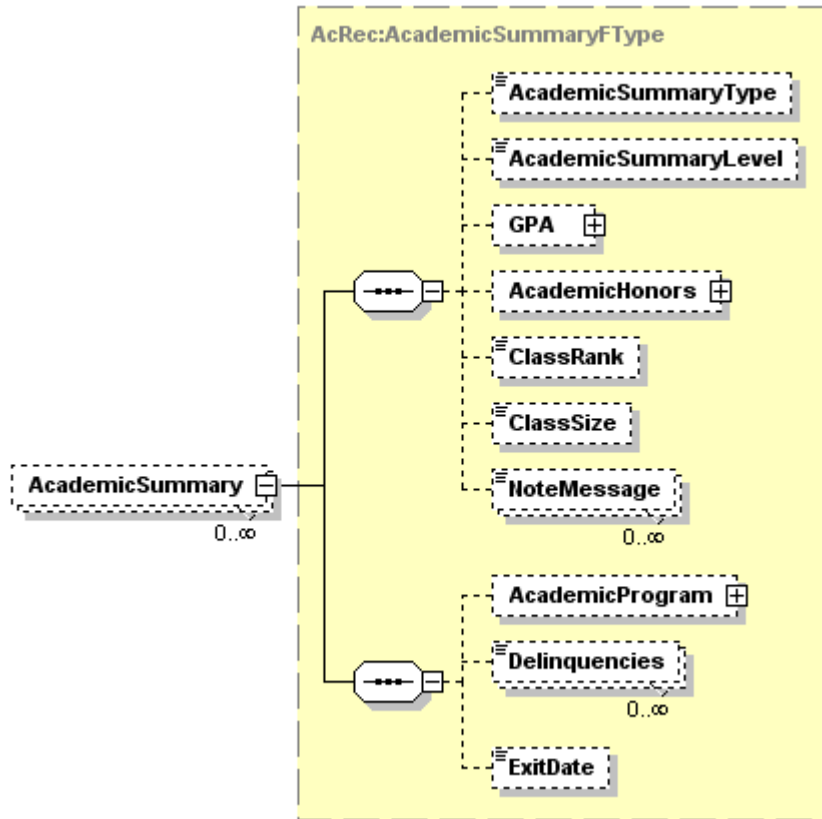 AcRec:AcademicSummaryFType
AcademicSummaryType
AcademicSummaryLevel
GPA
AcademicHonors
ClassRank
ClassSize
AcademicSummary
0..∞
NoteMessage
0..∞
AcademicProgram
Delinquencies
0..∞
ExitDate